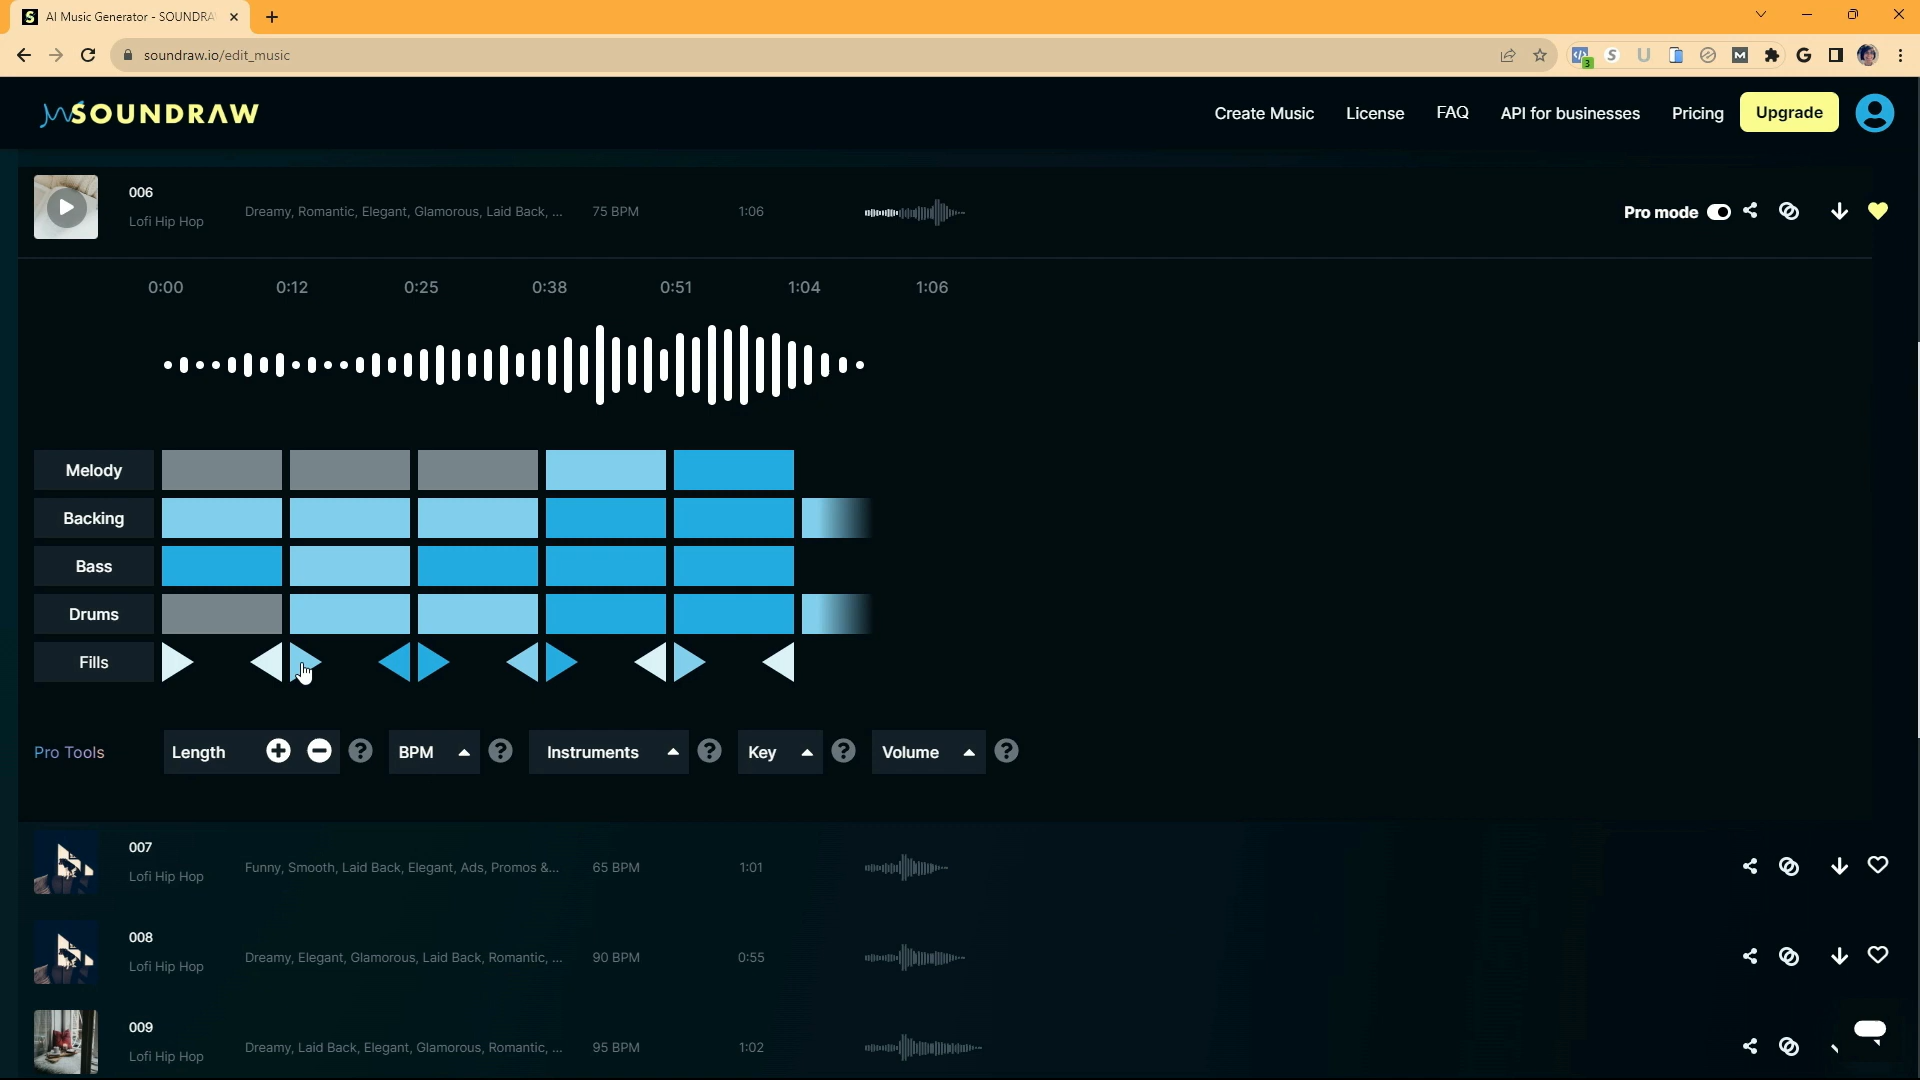 AI Music Generator - SOUNDRA
soundraw.io/edit_music
3
SOUNDRAW
Create Music
License
FAQ
API for businesses
Pricing
Upgrade
006
Lofi Hip Hop
Dreamy, Romantic, Elegant, Glamorous, Laid Back, ...
75 BPM
1:06
Pro mode
0:00 0:12 0:25 0:38 0:51 1:04 1:06
Melody
Backing
Bass
Drums
Fills
Pro Tools
Length
BPM
Instruments
Key
Volume
007
Lofi Hip Hop
Funny, Smooth, Laid Back, Elegant, Ads, Promos &...
65 BPM
1:01
008
Lofi Hip Hop
Dreamy, Elegant, Glamorous, Laid Back, Romantic, ...
90 BPM
0:55
009
Lofi Hip Hop
Dreamy, Laid Back, Elegant, Glamorous, Romantic, ...
95 BPM
1:02